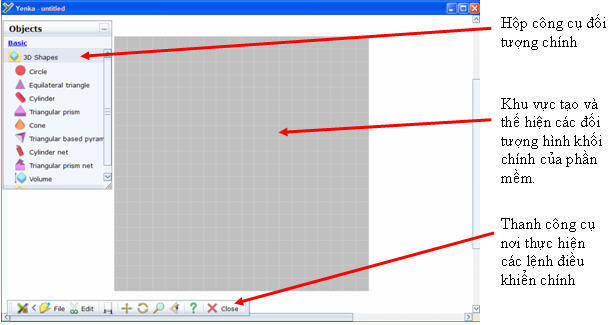 Yenka - untitled
Objects
Basic
3D Shapes
Circle
Equilateral triangle
Cylinder
Triangular prism
Cone
Triangular based pyram
Cylinder net
Triangular prism net
Volume
File
Edit
?
Close
Hộp công cụ đối
tượng chính
Khu vực tạo và
thể hiện các đối
tượng hình khối
chính của phần
mềm.
Thanh công cụ
nơi thực hiện
các lệnh điều
khiển chính